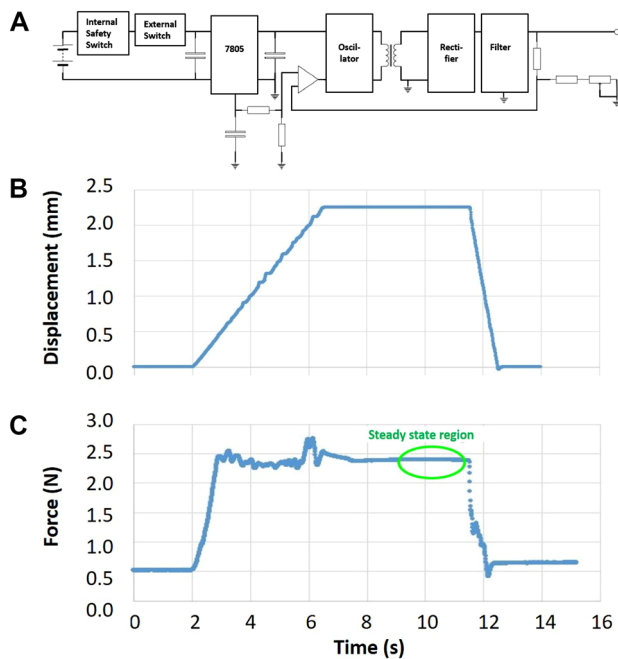 A
Internal
Safety
Switch
External
Switch
7805
Oscil-
lator
Recti-
fier
Filter
B
Displacement (mm)
2.5
2.0
1.5
1.0
0.5
0.0
C
Force (N)
3.0
2.5
2.0
1.5
1.0
0.5
0.0
Steady state region
0 2 4 6 8 10 12 14 16
Time (s)